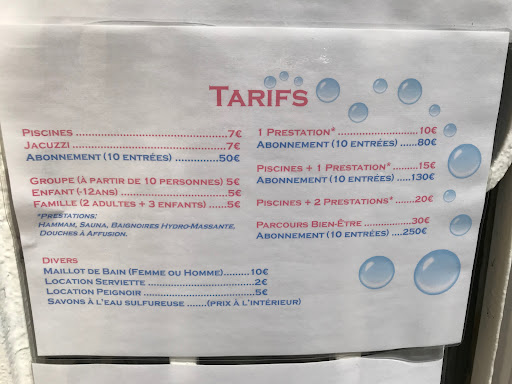 TARIFS
PISCINES ........................................7€
JACUZZI ........................................7€
ABONNEMENT (10 ENTRÉES) .............50€
GROUPE (À PARTIR DE 10 PERSONNES) 5€
ENFANT (-12ANS)..............................5€
FAMILLE (2 ADULTES + 3 ENFANTS) ......5€
*PRESTATIONS:
HAMMAM, SAUNA, BAIGNOIRES HYDRO-MASSANTE,
DOUCHES À AFFUSION.
DIVERS
MAILLOT DE BAIN (FEMME OU HOMME).........10€
LOCATION SERVIETTE ..............................2€
LOCATION PEIGNOIR ...............................5€
SAVONS À L'EAU SULFUREUSE .......(PRIX À L'INTÉRIEUR)
1 PRESTATION* ......................10€
ABONNEMENT (10 ENTRÉES) ......80€
PISCINES + 1 PRESTATION* ........15€
ABONNEMENT (10 ENTRÉES) ....130€
PISCINES + 2 PRESTATIONS* .......20€
PARCOURS BIEN-ÊTRE .............30€
ABONNEMENT (10 ENTRÉES) ....250€